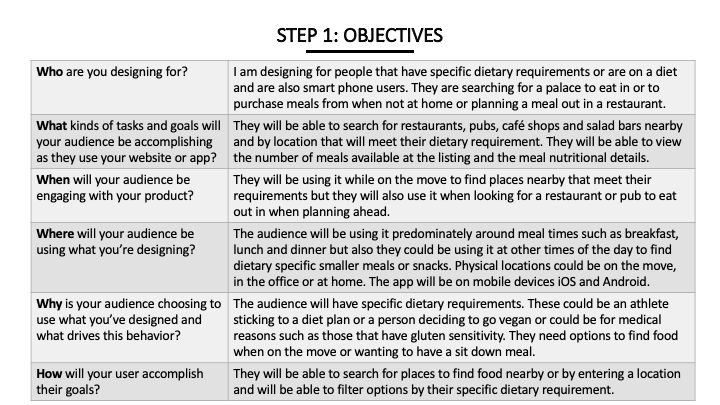 STEP 1: OBJECTIVES
Who are you designing for?
I am designing for people that have specific dietary requirements or are on a diet
and are also smart phone users. They are searching for a palace to eat in or to
purchase meals from when not at home or planning a meal out in a restaurant.
What kinds of tasks and goals will
your audience be accomplishing
as they use your website or app?
They will be able to search for restaurants, pubs, café shops and salad bars nearby
and by location that will meet their dietary requirement. They will be able to view
the number of meals available at the listing and the meal nutritional details.
When will your audience be
engaging with your product?
They will be using it while on the move to find places nearby that meet their
requirements but they will also use it when looking for a restaurant or pub to eat
out in when planning ahead.
Where will your audience be
using what you're designing?
The audience will be using it predominately around meal times such as breakfast,
lunch and dinner but also they could be using it at other times of the day to find
dietary specific smaller meals or snacks. Physical locations could be on the move,
in the office or at home. The app will be on mobile devices iOS and Android.
Why is your audience choosing to
use what you've designed and
what drives this behavior?
The audience will have specific dietary requirements. These could be an athlete
sticking to a diet plan or a person deciding to go vegan or could be for medical
reasons such as those that have gluten sensitivity. They need options to find food
when on the move or wanting to have a sit down meal.
How will your user accomplish
their goals?
They will be able to search for places to find food nearby or by entering a location
and will be able to filter options by their specific dietary requirement.